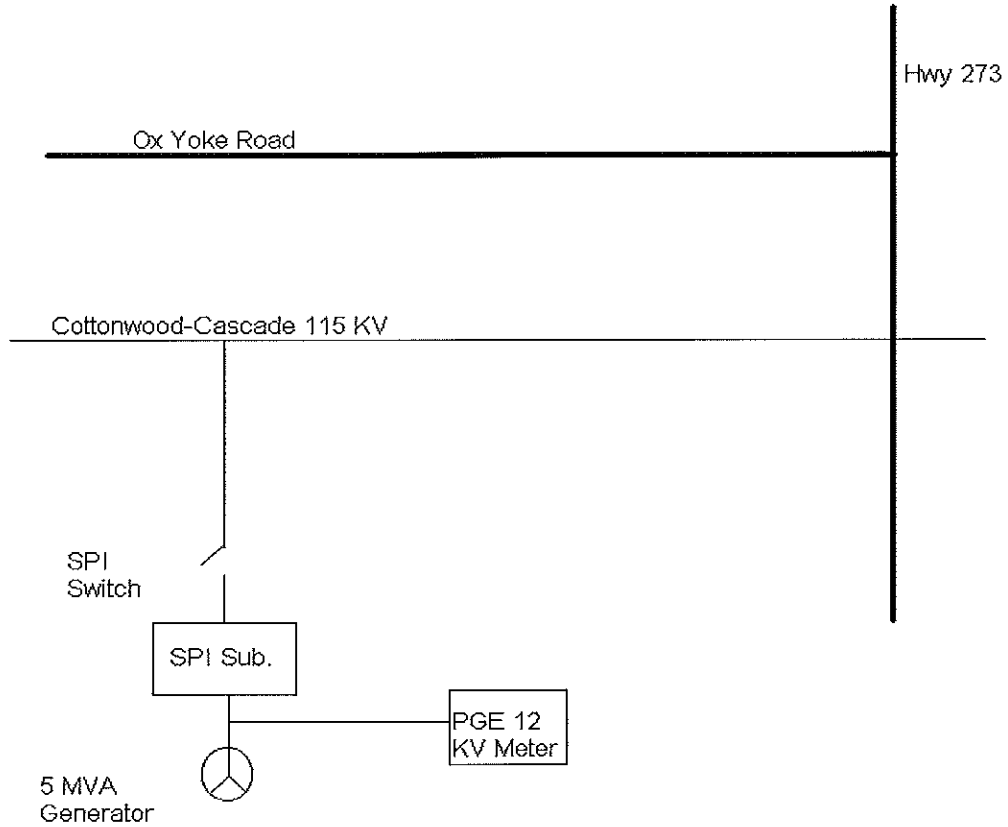 Hwy 273
Ox Yoke Road
Cottonwood-Cascade 115 KV
SPI
Switch
SPI Sub.
PGE 12
KV Meter
5 MVA
Generator